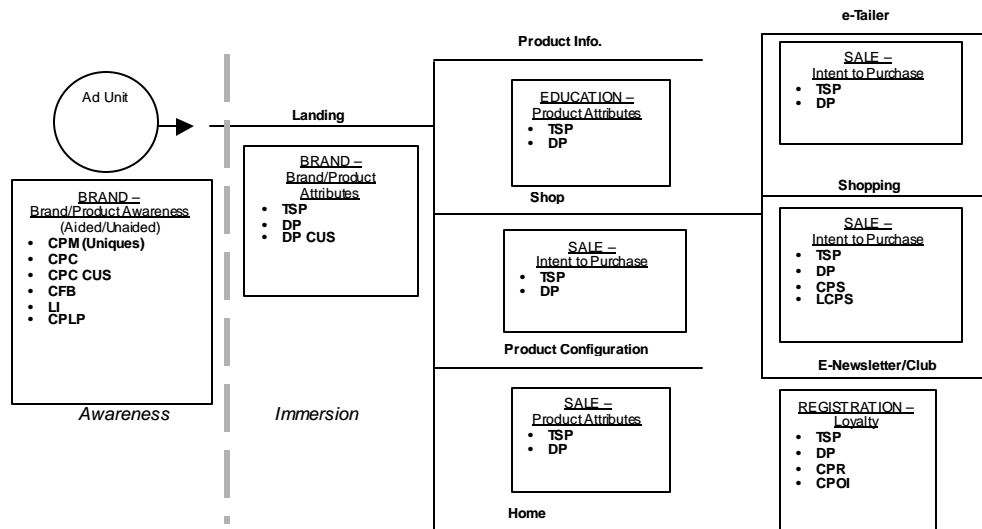 Ad Unit
BRAND –
Brand/Product Awareness
(Aided/Unaided)
• CPM (Uniques)
• CPC
• CPC CUS
• CFB
• LI
• CPLP
Awareness
Landing
BRAND –
Brand/Product
Attributes
• TSP
• DP
• DP CUS
Immersion
Product Info.
EDUCATION –
Product Attributes
• TSP
• DP
Shop
SALE –
Intent to Purchase
• TSP
• DP
Product Configuration
SALE –
Product Attributes
• TSP
• DP
Home
e-Tailer
SALE –
Intent to Purchase
• TSP
• DP
Shopping
SALE –
Intent to Purchase
• TSP
• DP
• CPS
• LCPS
E-Newsletter/Club
REGISTRATION –
Loyalty
• TSP
• DP
• CPR
• CPOI